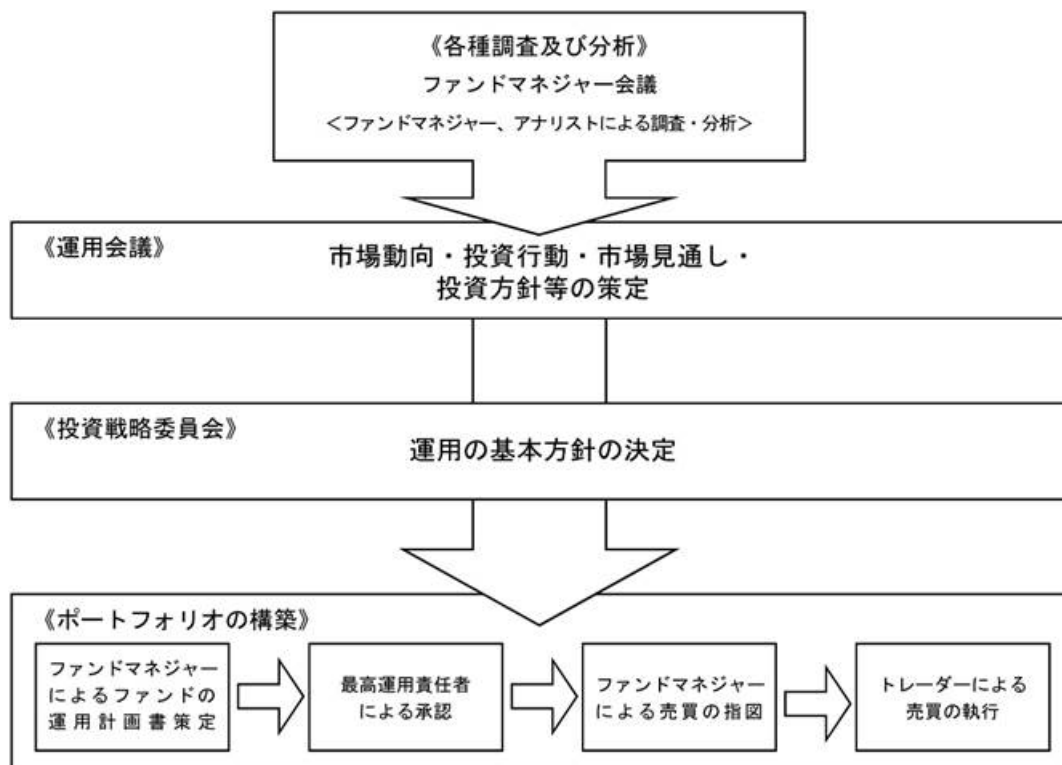 《各種調査及び分析》
ファンドマネジャー会議
＜ファンドマネジャー、アナリストによる調査・分析＞
《運用会議》
市場動向・投資行動・市場見通し・
投資方針等の策定
《投資戦略委員会》
運用の基本方針の決定
《ポートフォリオの構築》
ファンドマネジャー
によるファンドの
運用計画書策定
最高運用責任者
による承認
ファンドマネジャー
による売買の指図
トレーダーによる
売買の執行